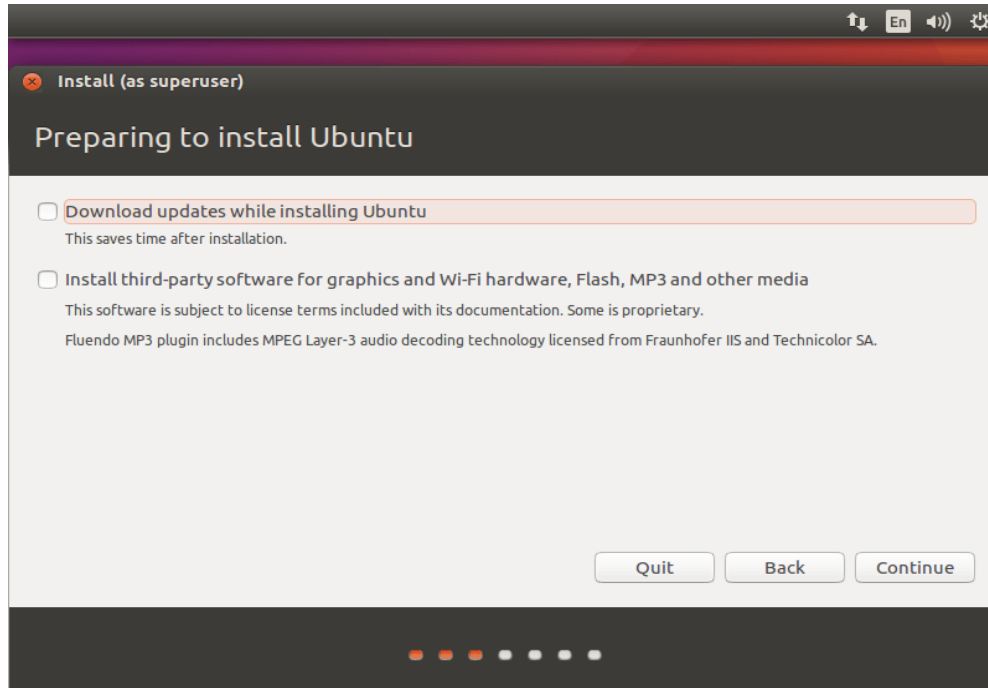 En
Install (as superuser)
Preparing to install Ubuntu
Download updates while installing Ubuntu
This saves time after installation.
Install third-party software for graphics and Wi-Fi hardware, Flash, MP3 and other media
This software is subject to license terms included with its documentation. Some is proprietary.
Fluendo MP3 plugin includes MPEG Layer-3 audio decoding technology licensed from Fraunhofer IIS and Technicolor SA.
Quit Back Continue